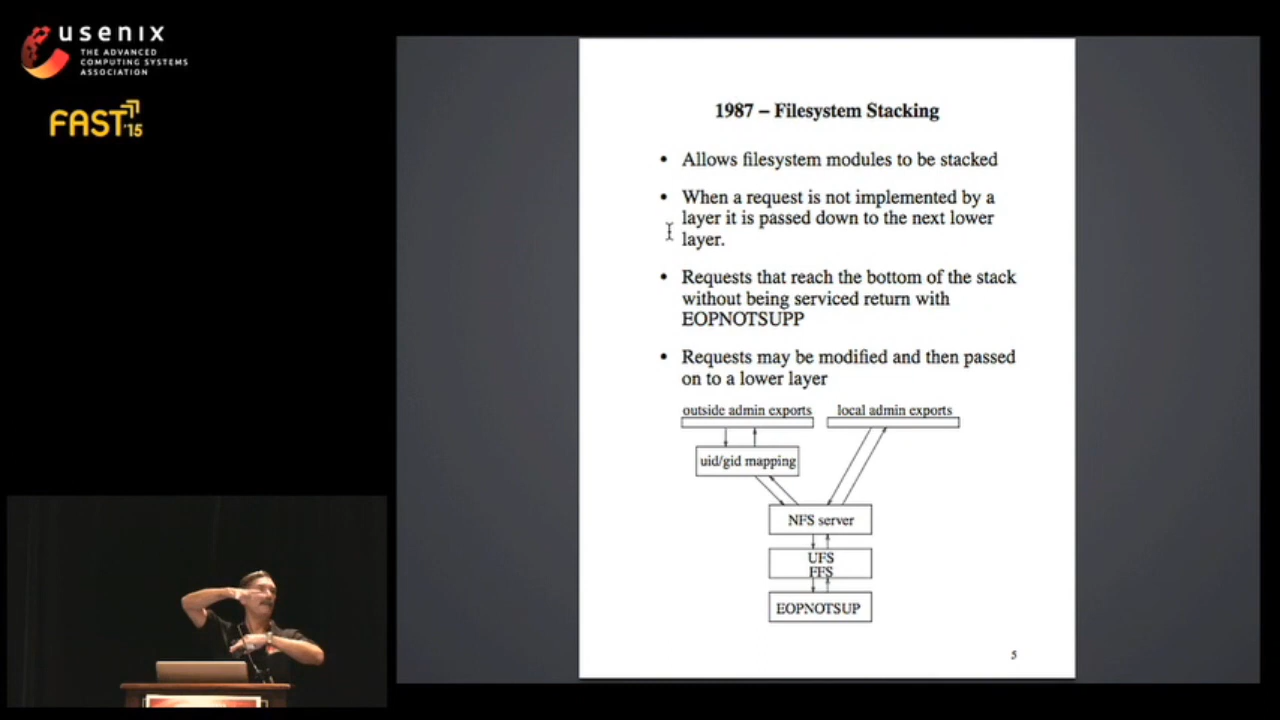 usenix
THE ADVANCED
COMPUTING SYSTEMS
ASSOCIATION
FAST '15
1987 – Filesystem Stacking
• Allows filesystem modules to be stacked
• When a request is not implemented by a
layer it is passed down to the next lower
layer.
• Requests that reach the bottom of the stack
without being serviced return with
EOPNOTSUPP
• Requests may be modified and then passed
on to a lower layer
outside admin exports
local admin exports
uid/gid mapping
NFS server
UFS
FFS
EOPNOTSUP
5